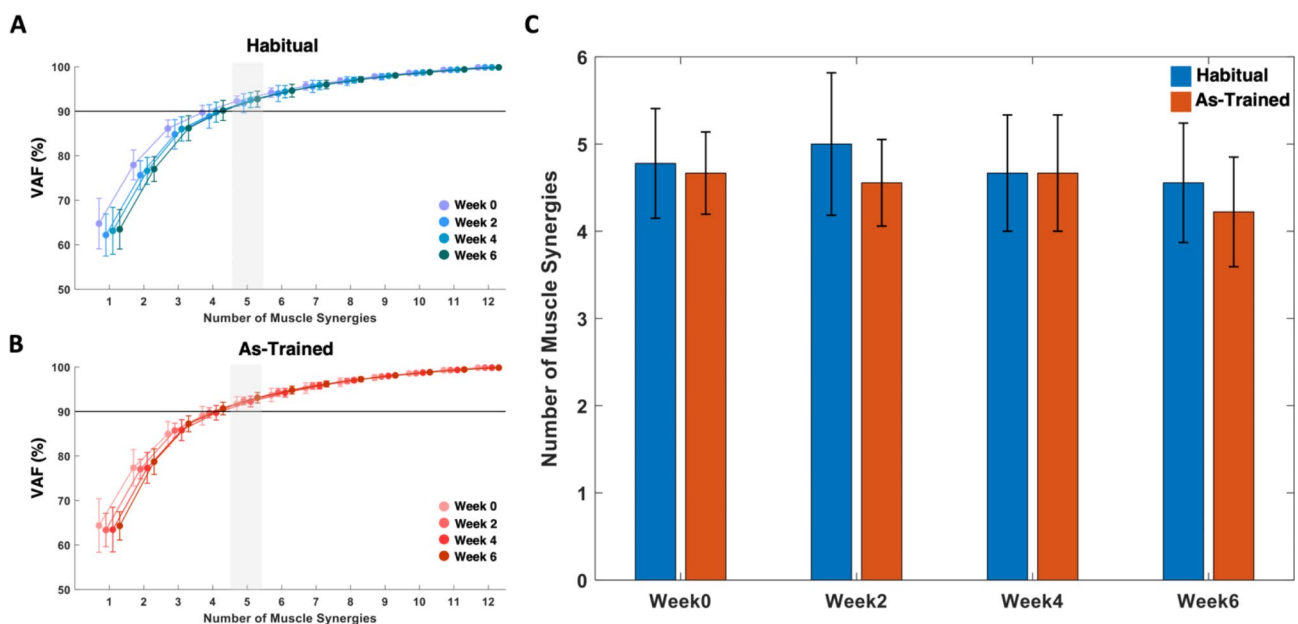 A
Habitual
VAF (%)
100
90
80
70
60
50
Week 0
Week 2
Week 4
Week 6
1 2 3 4 5 6 7 8 9 10 11 12
Number of Muscle Synergies
B
As-Trained
VAF (%)
100
90
80
70
60
50
Week 0
Week 2
Week 4
Week 6
1 2 3 4 5 6 7 8 9 10 11 12
Number of Muscle Synergies
C
Number of Muscle Synergies
6
5
4
3
2
1
0
Habitual
As-Trained
Week0 Week2 Week4 Week6